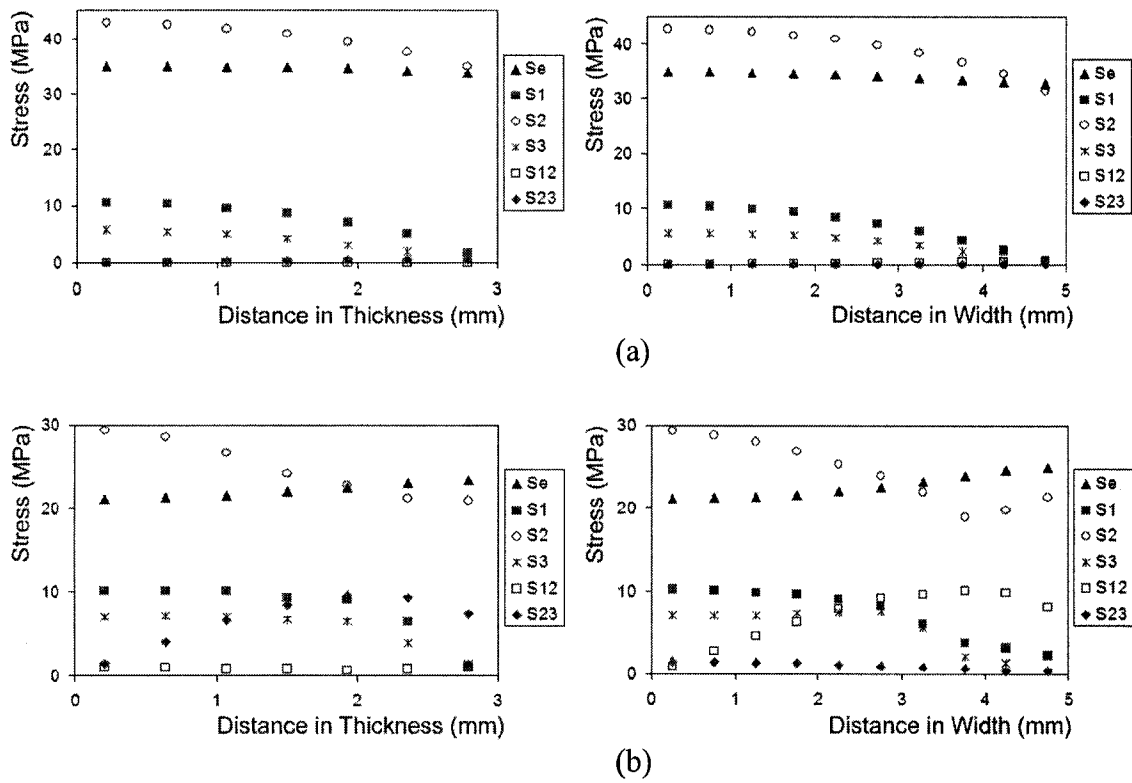 Stress (MPa)
40
30
20
10
0
0 1 2 3
Distance in Thickness (mm)
Se
S1
S2
S3
S12
S23
Stress (MPa)
40
30
20
10
0
0 1 2 3 4 5
Distance in Width (mm)
Se
S1
S2
S3
S12
S23
(a)
Stress (MPa)
30
20
10
0
0 1 2 3
Distance in Thickness (mm)
Se
S1
S2
S3
S12
S23
Stress (MPa)
30
20
10
0
0 1 2 3 4 5
Distance in Width (mm)
Se
S1
S2
S3
S12
S23
(b)